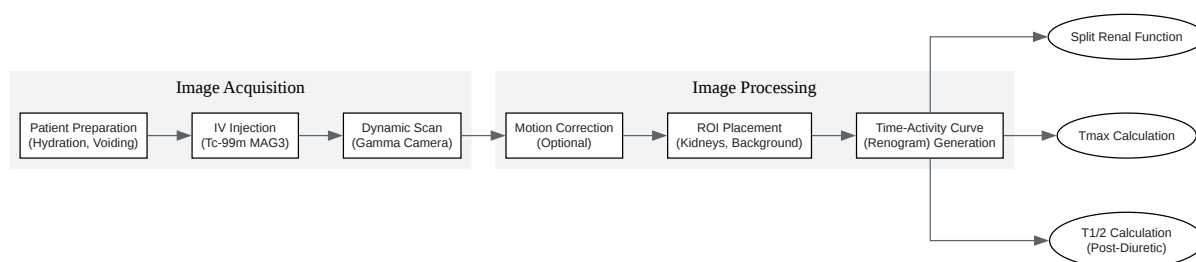 Split Renal Function
Image Acquisition
Image Processing
Patient Preparation
(Hydration, Voiding)
IV Injection
(Tc-99m MAG3)
Dynamic Scan
(Gamma Camera)
Motion Correction
(Optional)
ROI Placement
(Kidneys, Background)
Time-Activity Curve
(Renogram) Generation
Tmax Calculation
T1/2 Calculation
(Post-Diuretic)